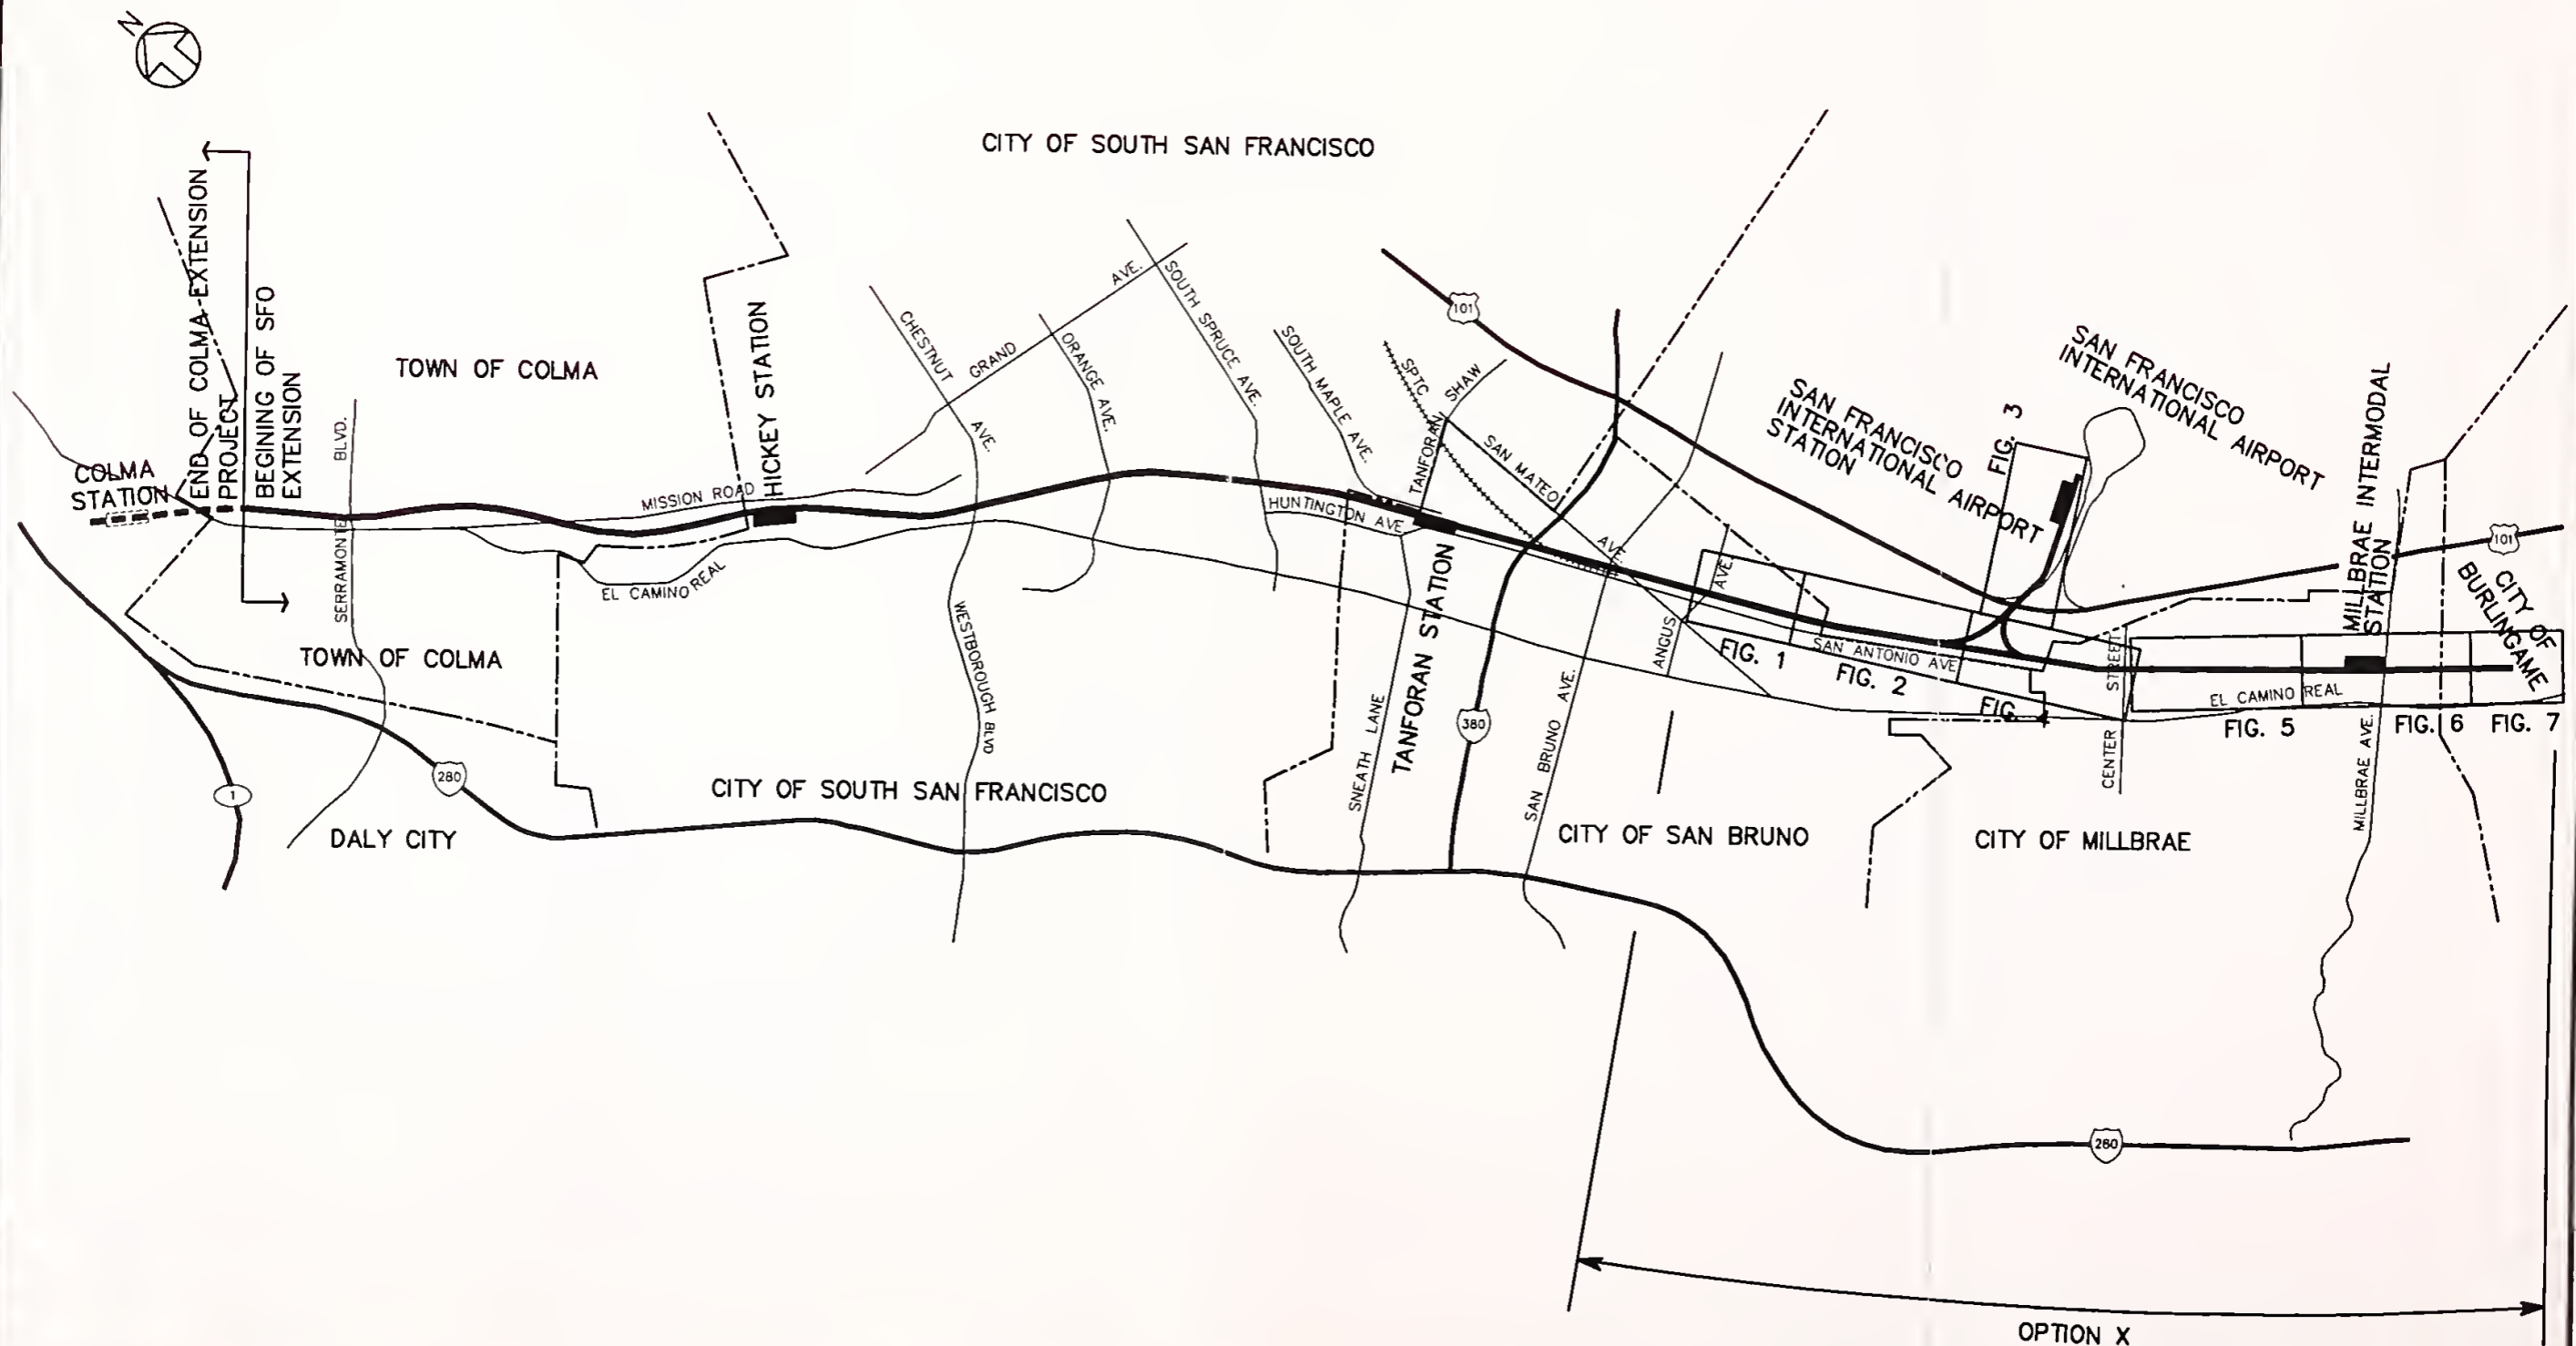 N
CITY OF SOUTH SAN FRANCISCO
END OF COLMA EXTENSION
PROJECT
BEGINING OF SFO
EXTENSION
COLMA
STATION
TOWN OF COLMA
SERRAMONTE BLVD.
MISSION ROAD
HICKEY STATION
EL CAMINO REAL
CHESTNUT AVE.
GRAND AVE.
ORANGE AVE.
SOUTH SPRUCE AVE.
SOUTH MAPLE AVE.
HUNTINGTON AVE
SPTC
TANFORAN
SHAW
SAN MATEO AVE.
101
SAN FRANCISCO
INTERNATIONAL AIRPORT
STATION
FIG. 3
SAN FRANCISCO
INTERNATIONAL AIRPORT
MILLBRAE INTERMODAL
STATION
101
CITY OF
BURLINGAME
TOWN OF COLMA
WESTBOROUGH BLVD
SNEATH LANE
TANFORAN STATION
380
SAN BRUNO AVE.
ANGUS AVE.
FIG. 1
SAN ANTONIO AVE
FIG. 2
FIG. 4
CENTER STREET
EL CAMINO REAL
FIG. 5
FIG. 6
FIG. 7
MILLBRAE AVE.
1
280
DALY CITY
CITY OF SOUTH SAN FRANCISCO
CITY OF SAN BRUNO
CITY OF MILLBRAE
280
OPTION X